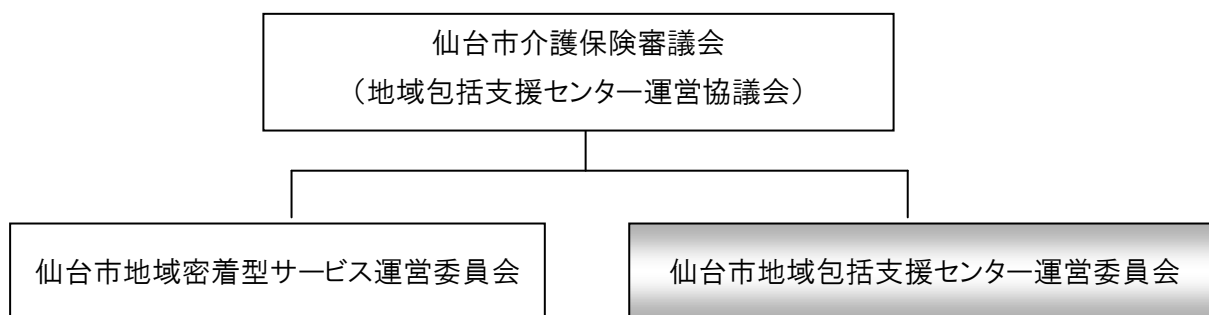 仙台市介護保険審議会
（地域包括支援センター運営協議会）
仙台市地域密着型サービス運営委員会
仙台市地域包括支援センター運営委員会